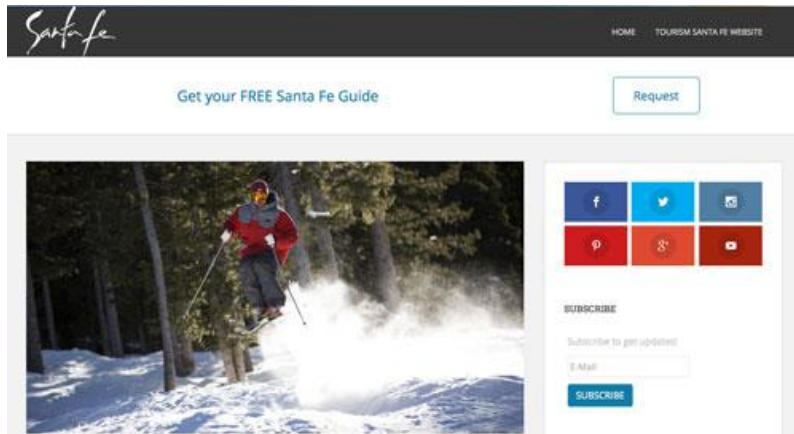 Santa fe
HOME TOURISM SANTA FE WEBSITE
Get your FREE Santa Fe Guide
Request
SUBSCRIBE
Subscribe to get updated!
E-Mail
SUBSCRIBE